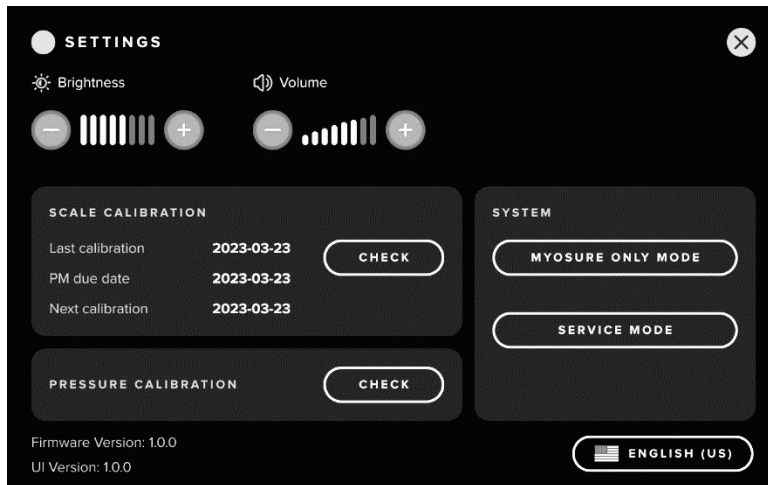 SETTINGS
Brightness
Volume
SCALE CALIBRATION
Last calibration 2023-03-23
CHECK
PM due date 2023-03-23
Next calibration 2023-03-23
SYSTEM
MYOSURE ONLY MODE
SERVICE MODE
PRESSURE CALIBRATION
CHECK
Firmware Version: 1.0.0
UI Version: 1.0.0
ENGLISH (US)